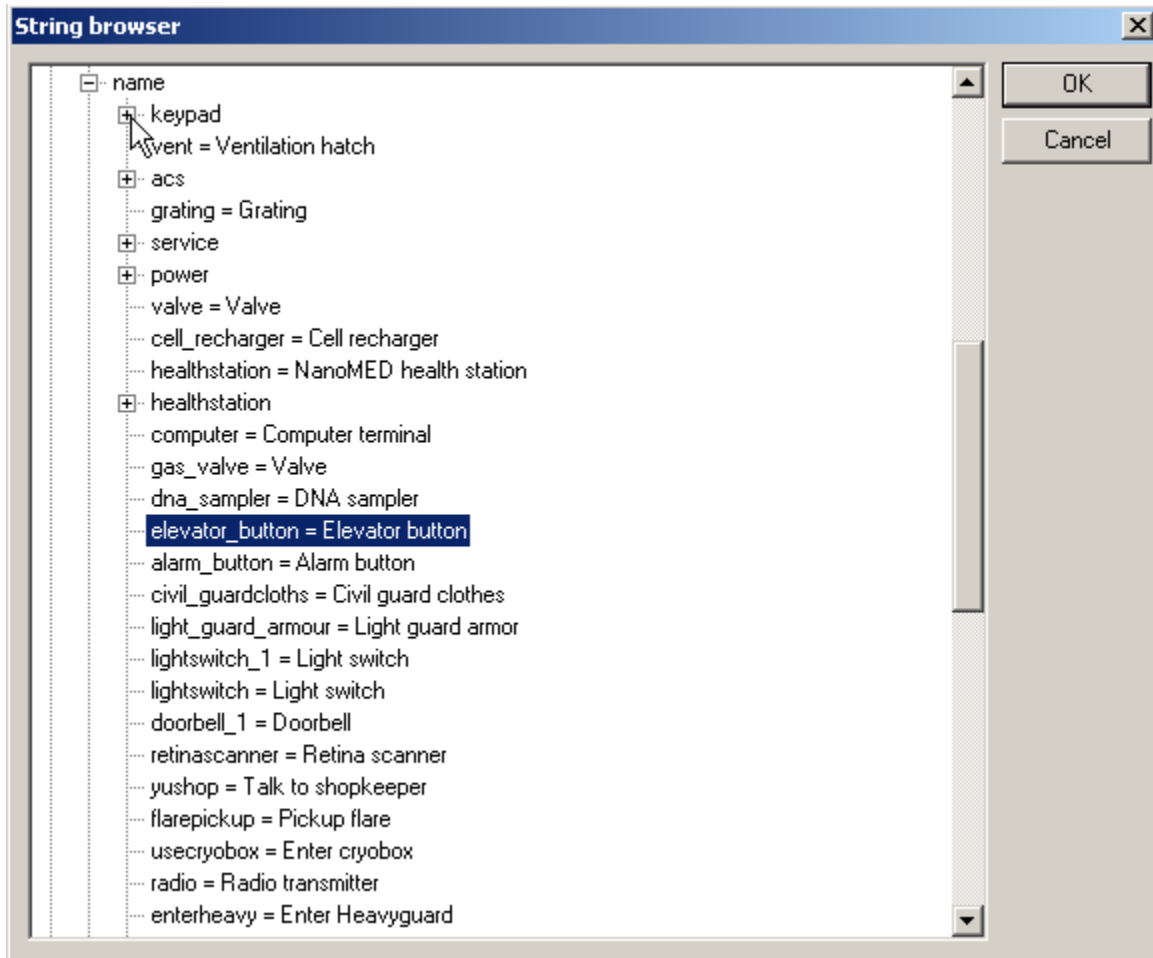 String browser
name
keypad
vent = Ventilation hatch
acs
grating = Grating
service
power
valve = Valve
cell_recharger = Cell recharger
healthstation = NanoMED health station
healthstation
computer = Computer terminal
gas_valve = Valve
dna_sampler = DNA sampler
elevator_button = Elevator button
alarm_button = Alarm button
civil_guardcloths = Civil guard clothes
light_guard_armour = Light guard armor
lightswitch_1 = Light switch
lightswitch = Light switch
doorbell_1 = Doorbell
retinascanner = Retina scanner
yushop = Talk to shopkeeper
flarepickup = Pickup flare
usecryobox = Enter cryobox
radio = Radio transmitter
enterheavy = Enter Heavyguard
OK
Cancel